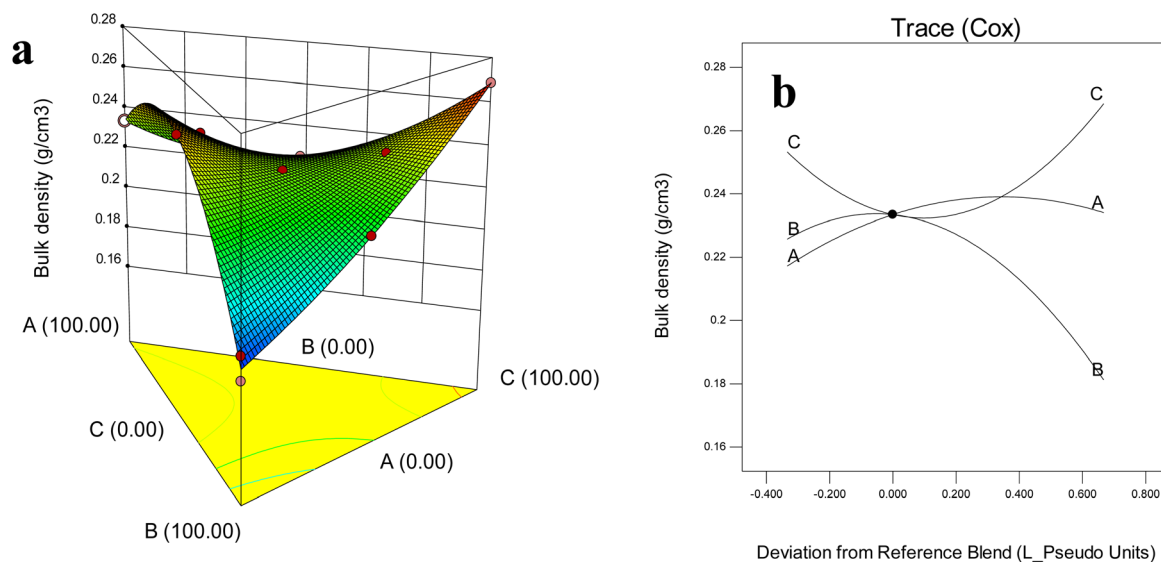 a
0.28
0.26
0.24
0.22
0.2
0.18
0.16
Bulk density (g/cm3)
A (100.00)
B (0.00)
C (100.00)
C (0.00)
A (0.00)
B (100.00)
Trace (Cox)
b
0.28
0.26
0.24
0.22
0.2
0.18
0.16
Bulk density (g/cm3)
C
C
B
A
A
B
-0.400
-0.200
0.000
0.200
0.400
0.600
0.800
Deviation from Reference Blend (L_Pseudo Units)